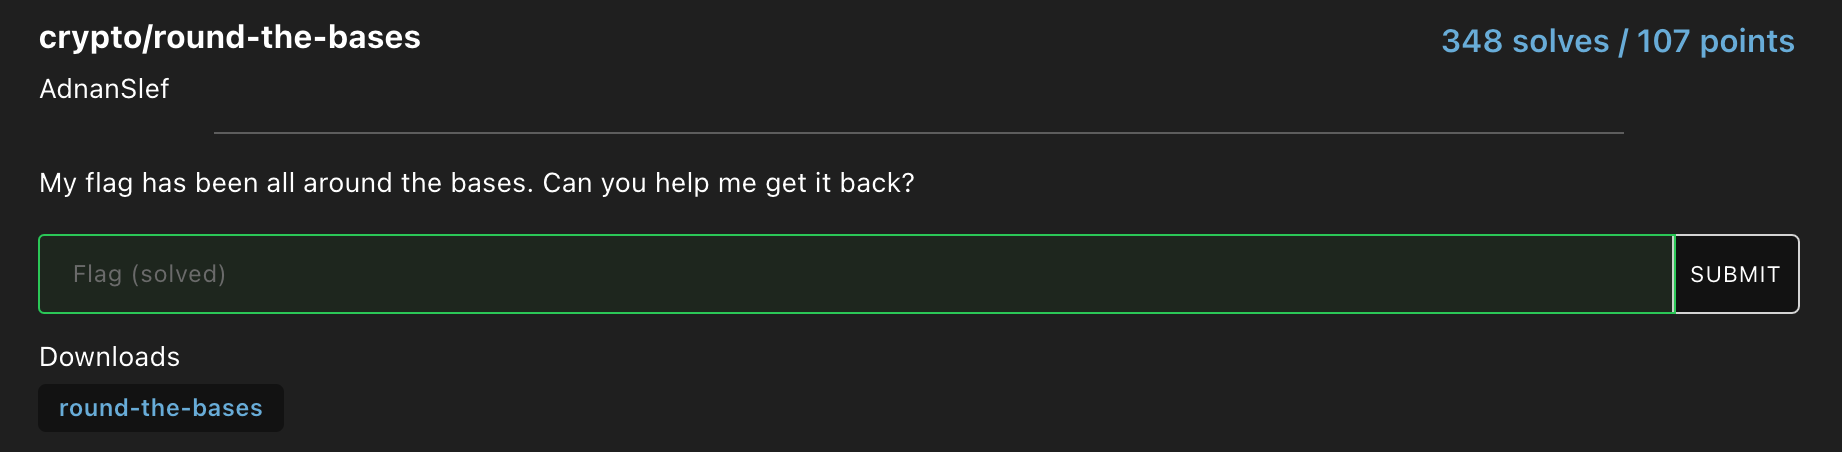 crypto/round-the-bases
348 solves / 107 points
AdnanSlef
My flag has been all around the bases. Can you help me get it back?
Flag (solved)
SUBMIT
Downloads
round-the-bases